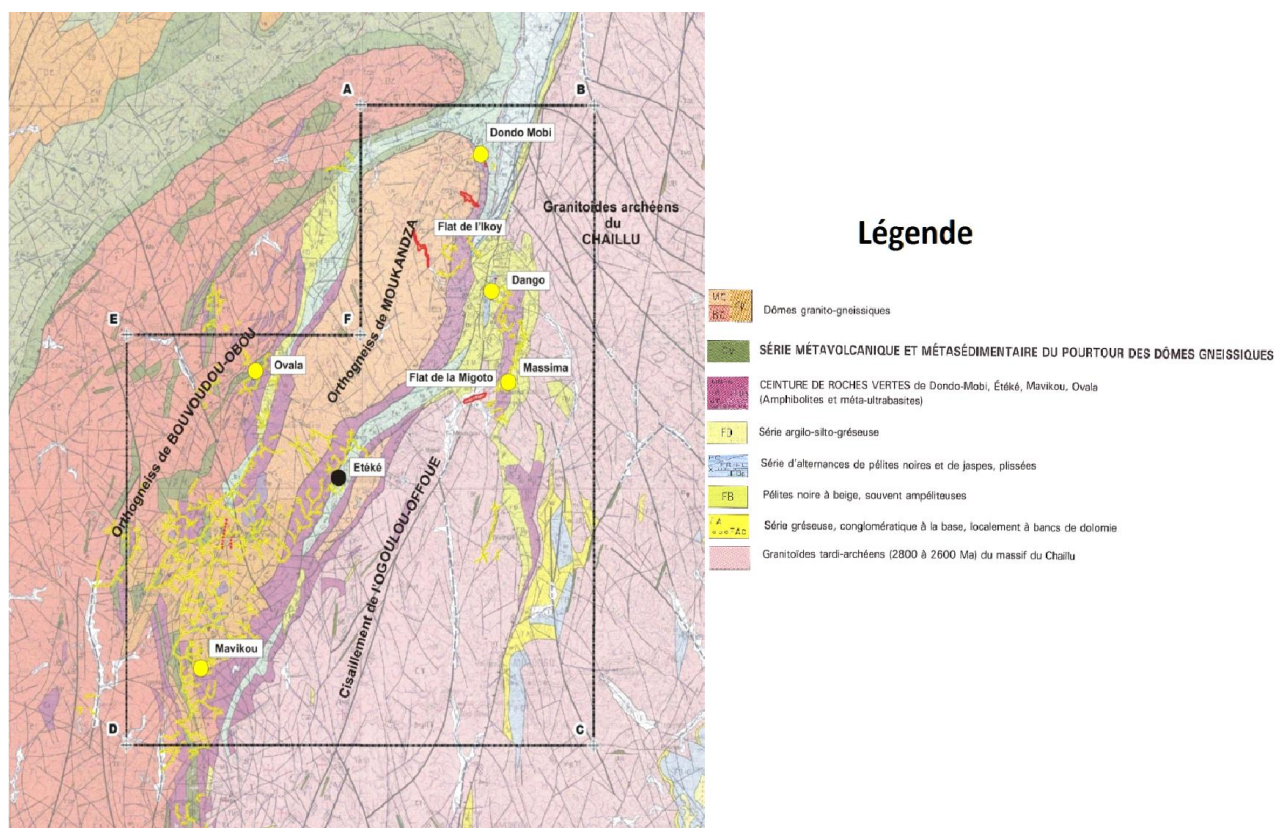 A
B
Dondo Mobi
Granitoïdes archéens
du
CHAILLU
Flat de l'Ikoy
Orthogneiss de MOUKANDZA
Dango
E
F
Ovala
Orthogneiss de BOUVOUDOU-OBOU
Flat de la Migoto
Massima
Etéké
Cisaillement de l'OGOULOU-OFFOUE
Mavikou
D
C
Légende
Dômes granito-gneissiques
SÉRIE MÉTAVOLCANIQUE ET MÉTASÉDIMENTAIRE DU POURTOUR DES DÔMES GNEISSIQUES
CEINTURE DE ROCHES VERTES de Dondo-Mobi, Étéké, Mavikou, Ovala
(Amphibolites et méta-ultrabasites)
FD Série argilo-silto-gréseuse
Série d'alternances de pélites noires et de jaspes, plissées
FB Pélites noire à beige, souvent ampéliteuses
Série gréseuse, conglomératique à la base, localement à bancs de dolomie
Granitoïdes tardi-archéens (2800 à 2600 Ma) du massif du Chaillu